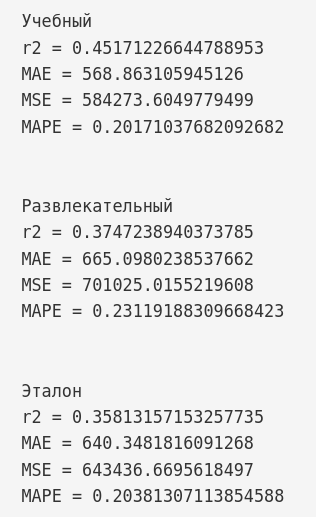 Учебный
r2 = 0.45171226644788953
MAE = 568.863105945126
MSE = 584273.6049779499
MAPE = 0.20171037682092682
Развлекательный
r2 = 0.3747238940373785
MAE = 665.0980238537662
MSE = 701025.0155219608
MAPE = 0.23119188309668423
Эталон
r2 = 0.35813157153257735
MAE = 640.3481816091268
MSE = 643436.6695618497
MAPE = 0.20381307113854588